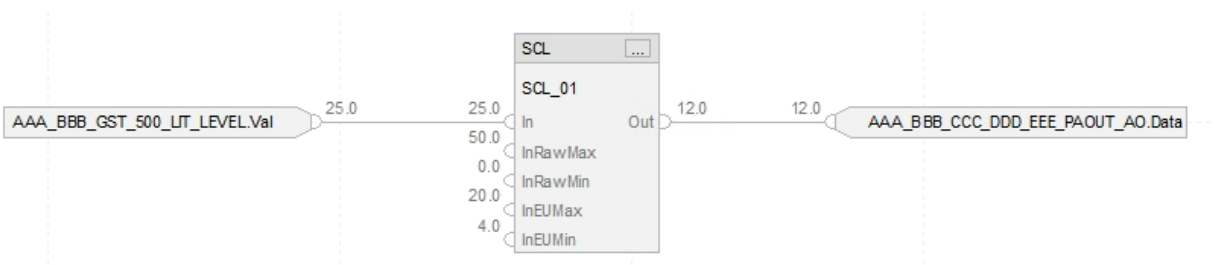 SCL ...
SCL_01
AAA_BBB_GST_500_LIT_LEVEL.Val 25.0 25.0 In Out 12.0 12.0 AAA_BBB_CCC_DDD_EEE_PAOUT_AO.Data
50.0 InRawMax
0.0 InRawMin
20.0 InEUMax
4.0 InEUMin